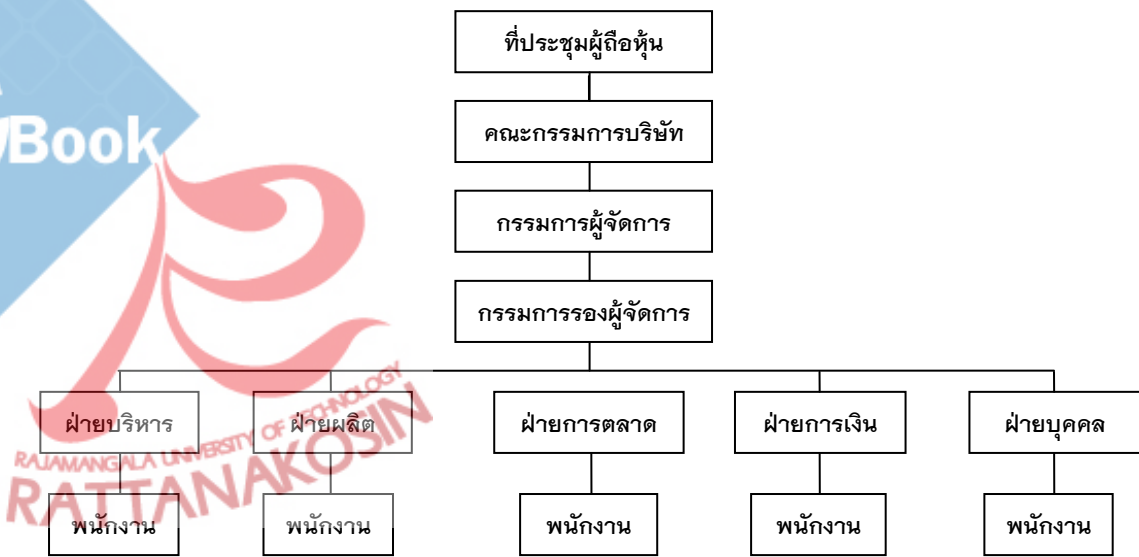 ที่ประชุมผู้ถือหุ้น
Book
คณะกรรมการบริษัท
กรรมการผู้จัดการ
กรรมการรองผู้จัดการ
ฝ่ายบริหาร
ฝ่ายผลิต
ฝ่ายการตลาด
ฝ่ายการเงิน
ฝ่ายบุคคล
RAJAMANGALA UNIVERSITY OF TECHNOLOGY
RATTANAKOSIN
พนักงาน
พนักงาน
พนักงาน
พนักงาน
พนักงาน